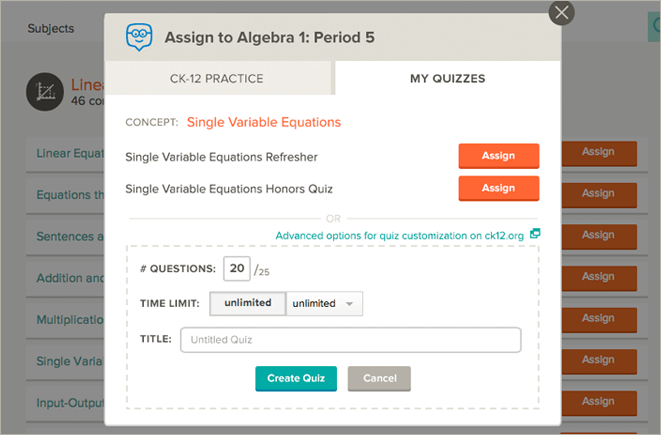 Subjects
Assign to Algebra 1: Period 5
CK-12 PRACTICE
MY QUIZZES
Linea
46 co
CONCEPT: Single Variable Equations
Linear Equat
Single Variable Equations Refresher
Assign
Assign
Equations th
Single Variable Equations Honors Quiz
Assign
Assign
OR
Sentences a
Advanced options for quiz customization on ck12.org
Assign
Addition and
# QUESTIONS: 20 /25
Assign
Multiplicatio
TIME LIMIT: unlimited unlimited
Assign
Single Varia
TITLE: Untitled Quiz
Assign
Create Quiz
Cancel
Input-Output
Assign